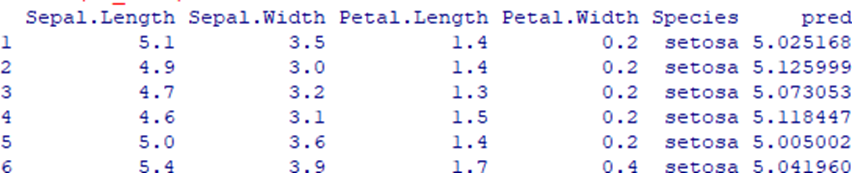 Sepal.Length Sepal.Width Petal.Length Petal.Width Species pred
1 5.1 3.5 1.4 0.2 setosa 5.025168
2 4.9 3.0 1.4 0.2 setosa 5.125999
3 4.7 3.2 1.3 0.2 setosa 5.073053
4 4.6 3.1 1.5 0.2 setosa 5.118447
5 5.0 3.6 1.4 0.2 setosa 5.005002
6 5.4 3.9 1.7 0.4 setosa 5.041960